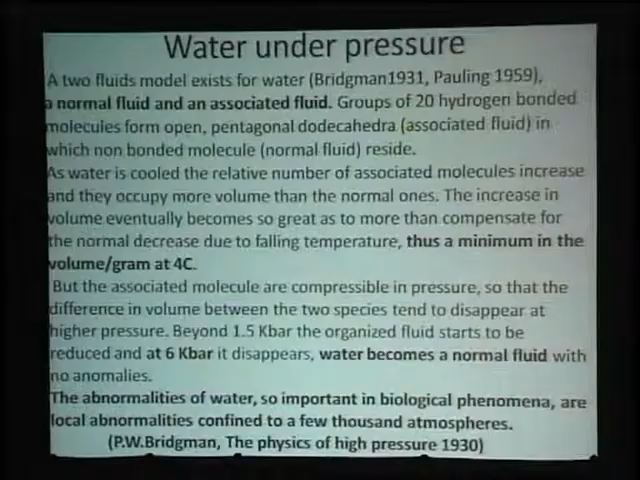 Water under pressure
A two fluids model exists for water (Bridgman1931, Pauling 1959),
a normal fluid and an associated fluid. Groups of 20 hydrogen bonded
molecules form open, pentagonal dodecahedra (associated fluid) in
which non bonded molecule (normal fluid) reside.
As water is cooled the relative number of associated molecules increase
and they occupy more volume than the normal ones. The increase in
volume eventually becomes so great as to more than compensate for
the normal decrease due to falling temperature, thus a minimum in the
volume/gram at 4C.
But the associated molecule are compressible in pressure, so that the
difference in volume between the two species tend to disappear at
higher pressure. Beyond 1.5 Kbar the organized fluid starts to be
reduced and at 6 Kbar it disappears, water becomes a normal fluid with
no anomalies.
The abnormalities of water, so important in biological phenomena, are
local abnormalities confined to a few thousand atmospheres.
(P.W.Bridgman, The physics of high pressure 1930)